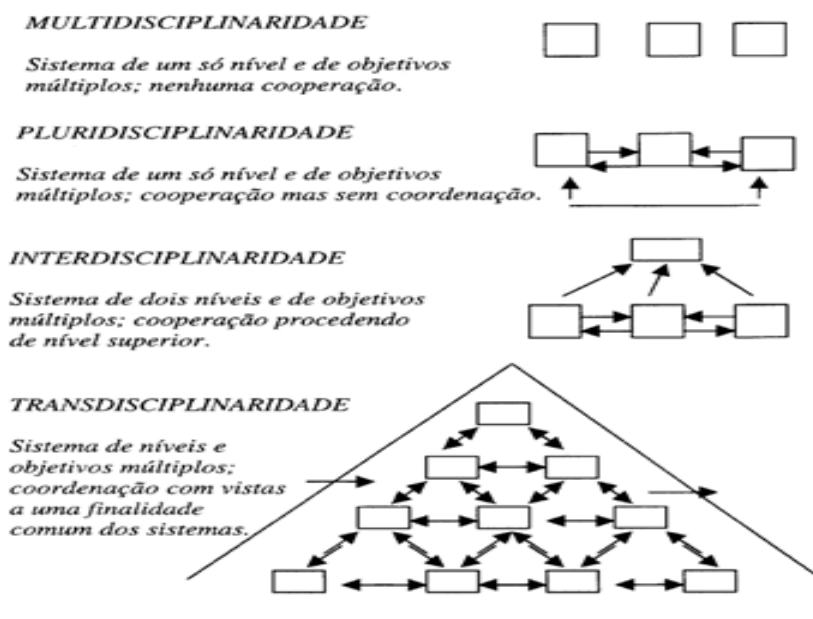 MULTIDISCIPLINARIDADE
Sistema de um só nível e de objetivos
múltiplos; nenhuma cooperação.
PLURIDISCIPLINARIDADE
Sistema de um só nível e de objetivos
múltiplos; cooperação mas sem coordenação.
INTERDISCIPLINARIDADE
Sistema de dois níveis e de objetivos
múltiplos; cooperação procedendo
de nível superior.
TRANSDISCIPLINARIDADE
Sistema de níveis e
objetivos múltiplos;
coordenação com vistas
a uma finalidade
comum dos sistemas.